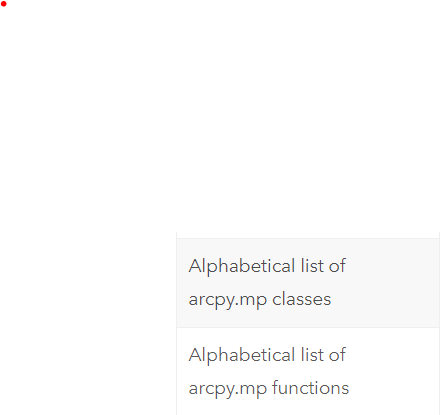 Alphabetical list of
arcpy.mp classes
Alphabetical list of
arcpy.mp functions